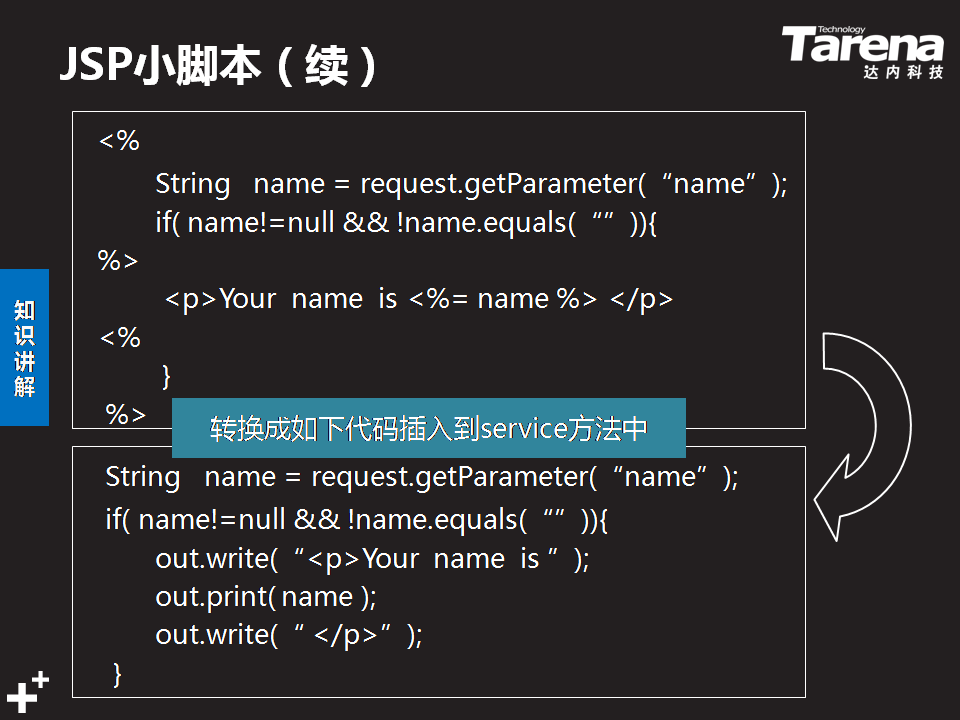 JSP小脚本（续）
Technology
Tarena
达内科技
<%
String name = request.getParameter(“name”);
if( name!=null && !name.equals(“”)){
%>
<p>Your name is <%= name %> </p>
<%
}
%>
知识讲解
转换成如下代码插入到service方法中
String name = request.getParameter(“name”);
if( name!=null && !name.equals(“”)){
out.write(“<p>Your name is ”);
out.print( name );
out.write(“ </p>”);
}